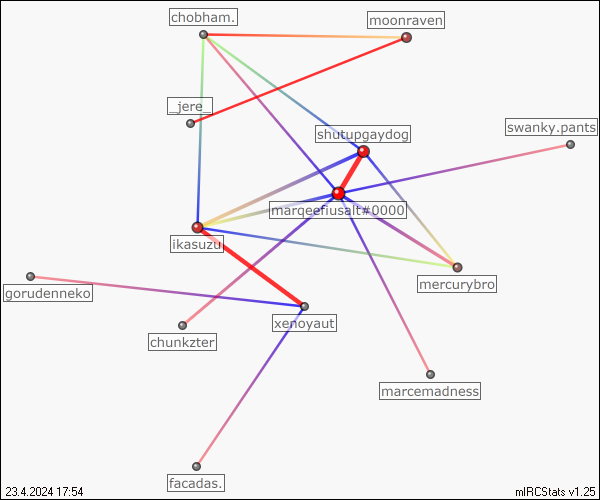 chobham.
moonraven
_jere_
swanky.pants
shutupgaydog
marqeefiusalt#0000
ikasuzu
mercurybro
gorudenneko
xenoyaut
chunkzter
marcemadness
facadas.
23.4.2024 17:54
mIRCStats v1.25